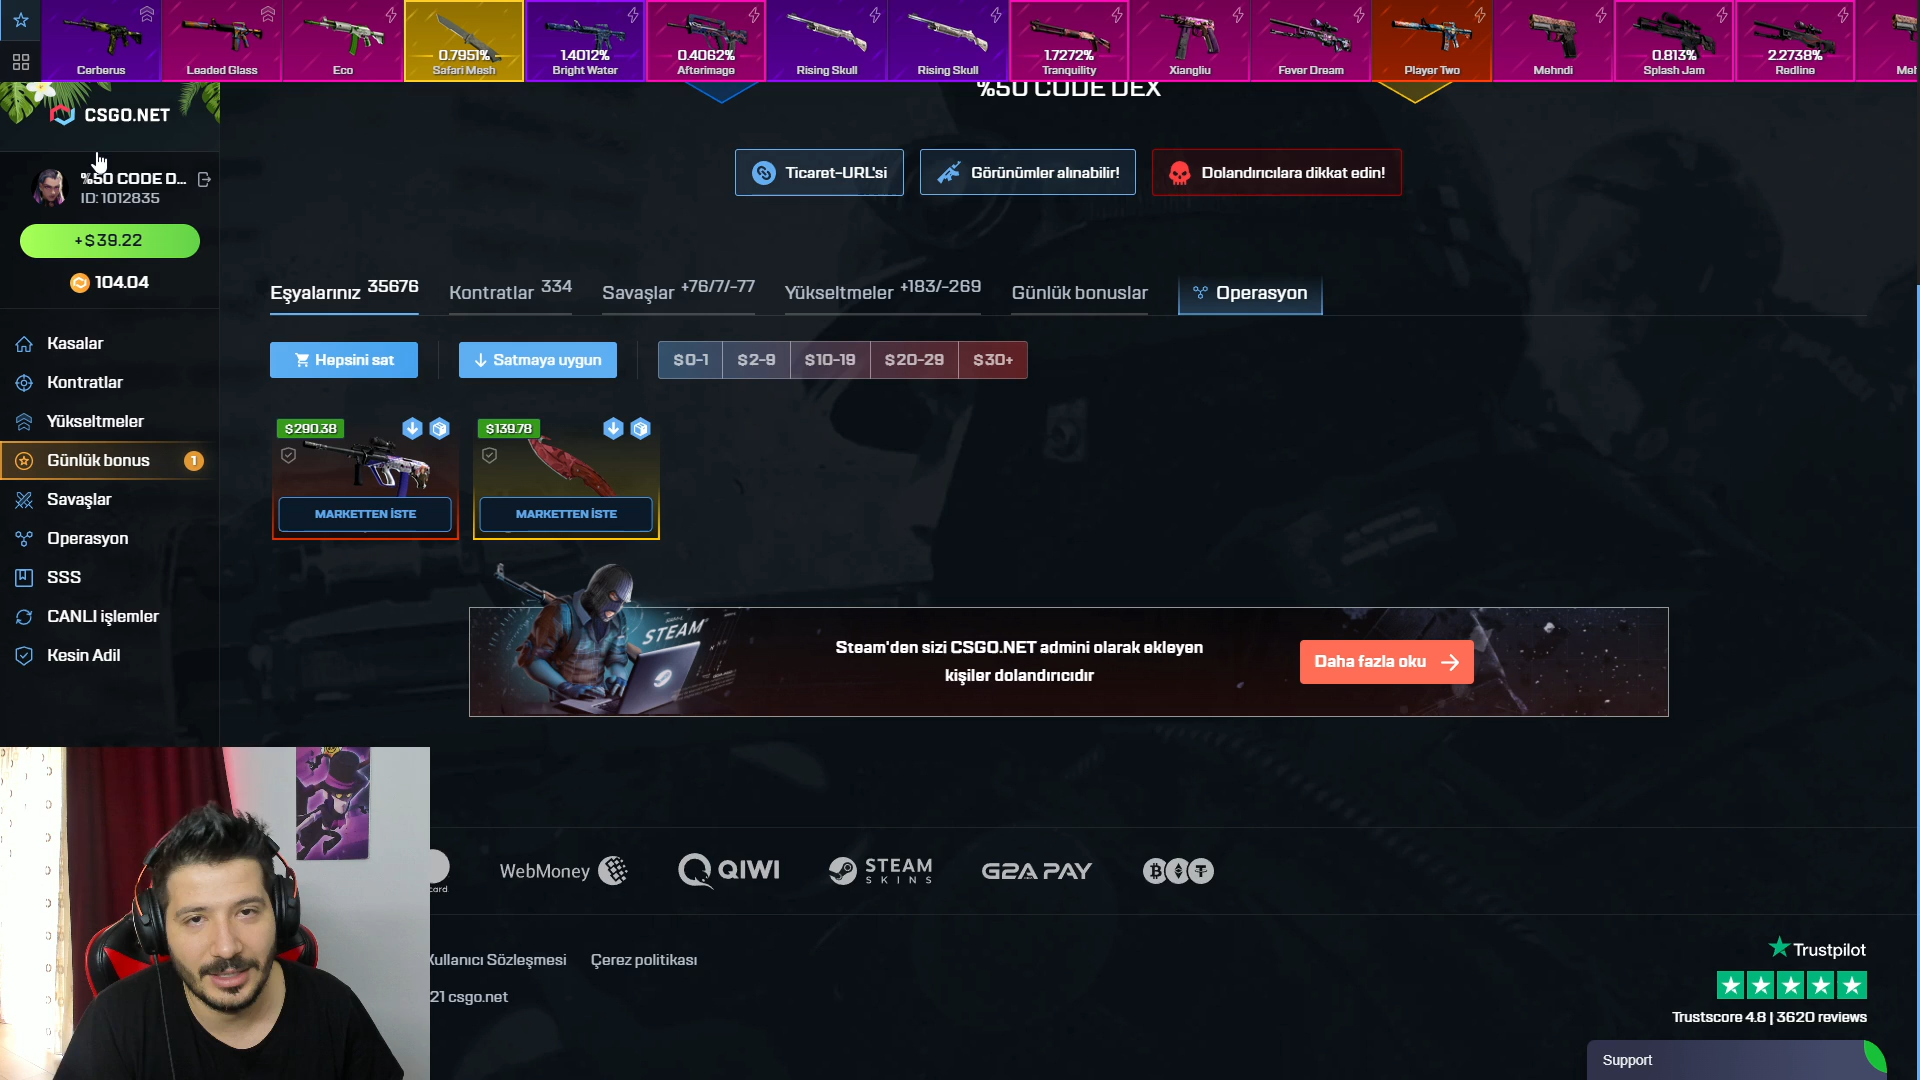 Cerberus
Leaded Glass
Eco
0.7951%
Safari Mesh
1.4012%
Bright Water
0.4062%
Afterimage
Rising Skull
Rising Skull
1.7272%
Tranquility
Xiangliu
Fever Dream
Player Two
Mehndi
0.813%
Splash Jam
2.2738%
Redline
CSGO.NET
%50 CODE D...
ID: 1012835
+$39.22
104.04
Kasalar
Kontratlar
Yükseltmeler
Günlük bonus 1
Savaşlar
Operasyon
SSS
CANLI işlemler
Kesin Adil
%50 CODE DEX
Ticaret-URL'si
Görünümler alınabilir!
Dolandırıcılara dikkat edin!
Eşyalarınız 35676
Kontratlar 334
Savaşlar +76/7/-77
Yükseltmeler +183/-269
Günlük bonuslar
Operasyon
Hepsini sat
Satmaya uygun
$0-1
$2-9
$10-19
$20-29
$30+
$290.38
MARKETTEN İSTE
$139.78
MARKETTEN İSTE
STEAM
Steam'den sizi CSGO.NET admini olarak ekleyen
kişiler dolandırıcıdır
Daha fazla oku
card
WebMoney
QIWI
STEAM
SKINS
G2A PAY
Kullanıcı Sözleşmesi
Çerez politikası
21 csgo.net
Trustpilot
Trustscore 4.8 | 3620 reviews
Support